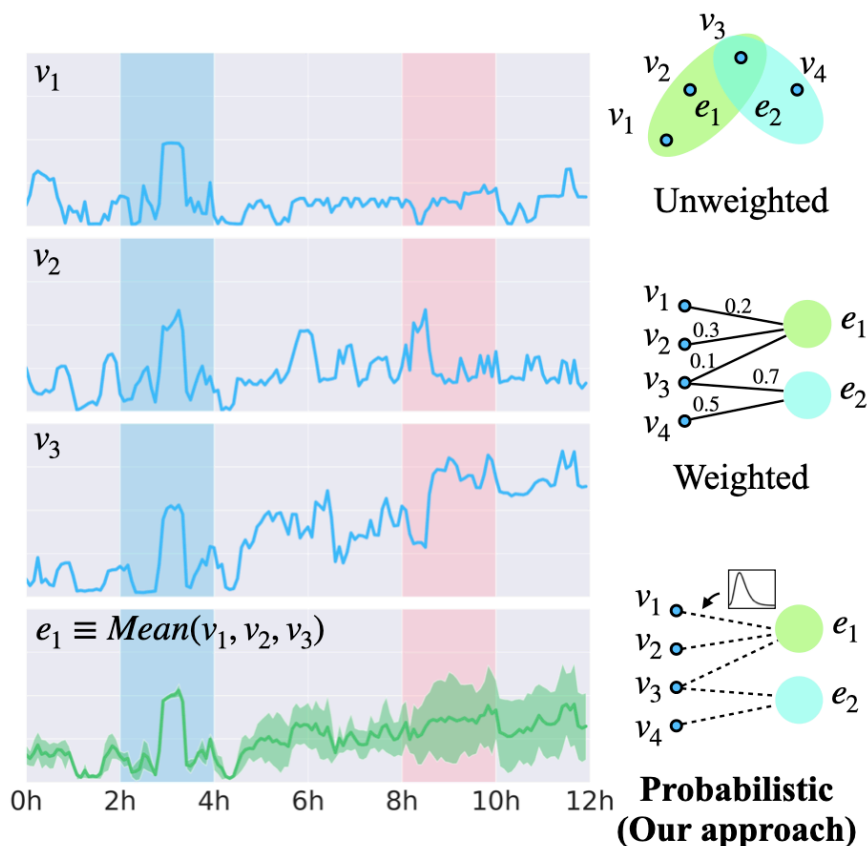 v₁
v₂
v₃
e₁ ≡ Mean(v₁, v₂, v₃)
0h 2h 4h 6h 8h 10h 12h
v₃
v₂ v₄
v₁ e₁ e₂
Unweighted
v₁ 0.2 e₁
v₂ 0.3
v₃ 0.1 0.7 e₂
v₄ 0.5
Weighted
v₁ e₁
v₂
v₃ e₂
v₄
Probabilistic
(Our approach)